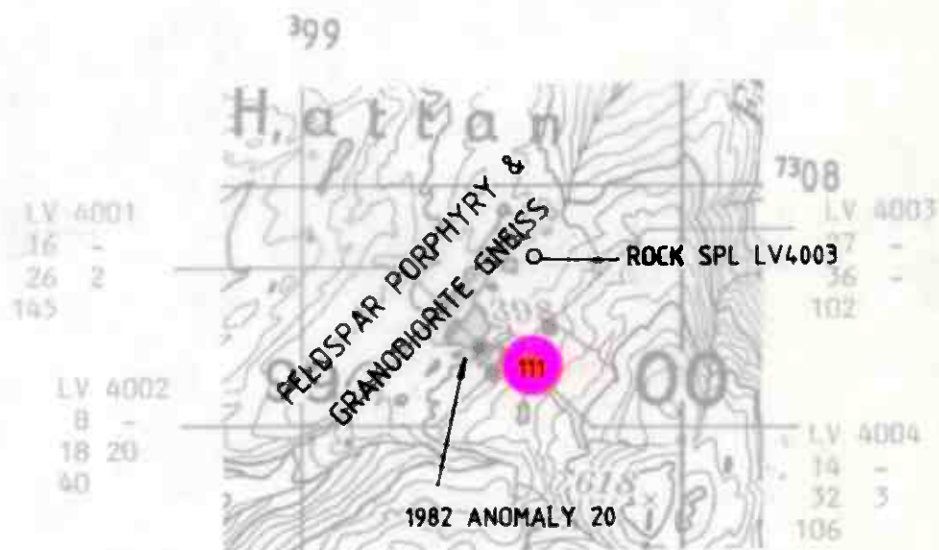 ³99
Hattan
⁷³08
FELDSPAR PORPHYRY &
GRANODIORITE GNEISS
LV 4001
16 -
26 2
145
LV 4003
-
36 -
102
ROCK SPL LV4003
398
111
99
00
LV 4002
8 -
18 20
40
LV 4004
14 -
32 3
106
618
1982 ANOMALY 20